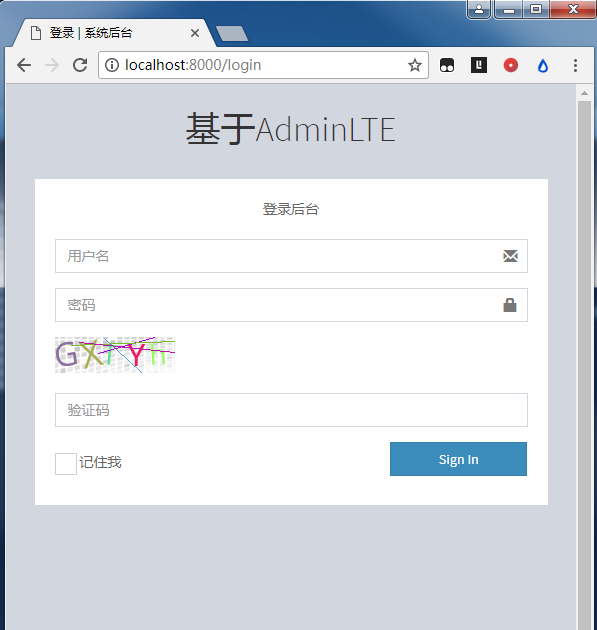 登录 | 系统后台
localhost:8000/login
基于AdminLTE
登录后台
用户名
密码
验证码
记住我
Sign In